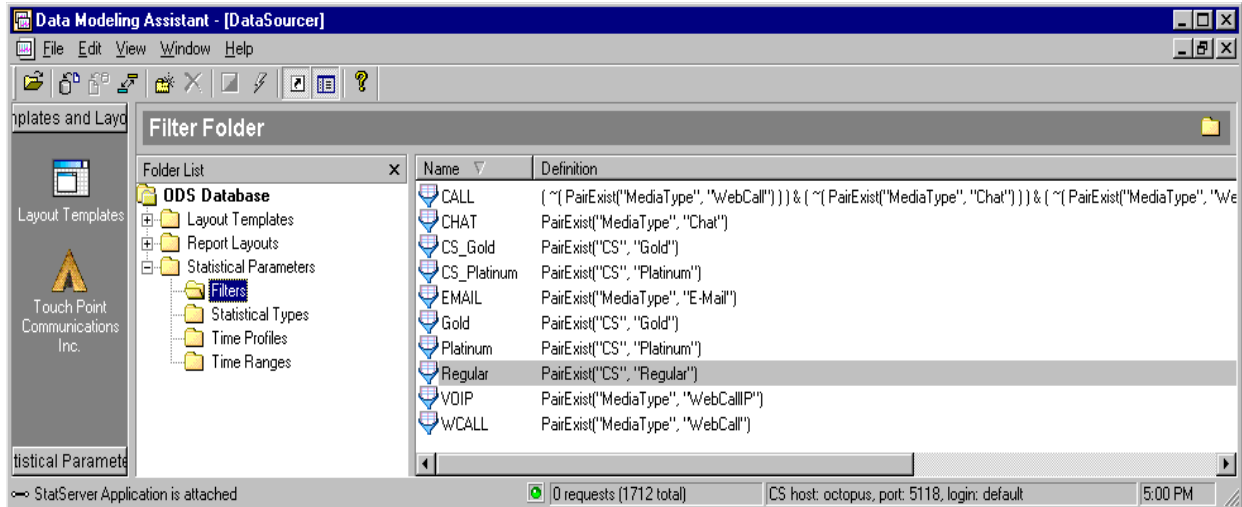 Data Modeling Assistant - [DataSourcer]
File Edit View Window Help
nplates and Layo
Filter Folder
Layout Templates
Touch Point
Communications
Inc.
tistical Paramete
Folder List
ODS Database
Layout Templates
Report Layouts
Statistical Parameters
Filters
Statistical Types
Time Profiles
Time Ranges
Name Definition
CALL ( ~( PairExist("MediaType", "WebCall") ) ) & ( ~( PairExist("MediaType", "Chat") ) ) & ( ~( PairExist("MediaType", "We
CHAT PairExist("MediaType", "Chat")
CS_Gold PairExist("CS", "Gold")
CS_Platinum PairExist("CS", "Platinum")
EMAIL PairExist("MediaType", "E-Mail")
Gold PairExist("CS", "Gold")
Platinum PairExist("CS", "Platinum")
Regular PairExist("CS", "Regular")
VOIP PairExist("MediaType", "WebCallIP")
WCALL PairExist("MediaType", "WebCall")
StatServer Application is attached
0 requests (1712 total)
CS host: octopus, port: 5118, login: default
5:00 PM